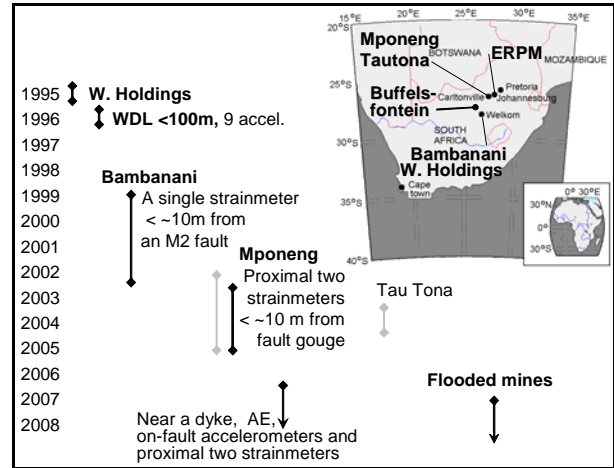 1995
W. Holdings
1996
WDL <100m, 9 accel.
1997
1998
Bambanani
1999
A single strainmeter
< ~10m from
an M2 fault
2000
2001
2002
Mponeng
Proximal two
strainmeters
< ~10 m from
fault gouge
2003
2004
2005
Tau Tona
2006
2007
2008
Near a dyke, AE,
on-fault accelerometers and
proximal two strainmeters
Flooded mines
15°S
20°E
25°E
30°E
35°E
20°S
25°S
30°S
35°S
40°S
Mponeng
Tautona
BOTSWANA
ERPM
MOZAMBIQUE
Buffels-
fontein
Carltonville
Pretoria
Johannesburg
Welkom
SOUTH
AFRICA
Bambanani
W. Holdings
Cape
town
0° 30°E
30°N
0°
30°S